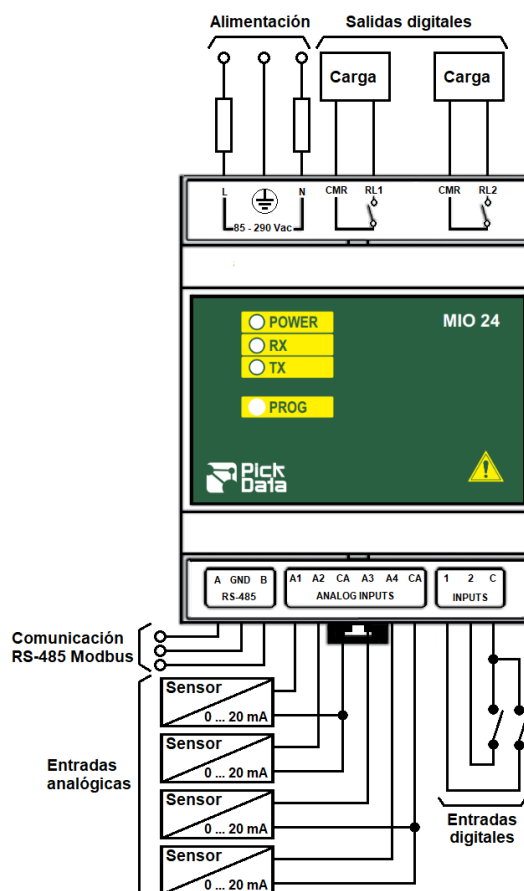 Alimentación Salidas digitales
Carga Carga
L N CMR RL1 CMR RL2
85 - 290 Vac
POWER MIO 24
RX
TX
PROG
Pick
Data
A GND B A1 A2 CA A3 A4 CA 1 2 C
RS-485 ANALOG INPUTS INPUTS
Comunicación
RS-485 Modbus
Sensor
0 ... 20 mA
Sensor
0 ... 20 mA
Entradas
analógicas
Sensor
0 ... 20 mA
Entradas
digitales
Sensor
0 ... 20 mA